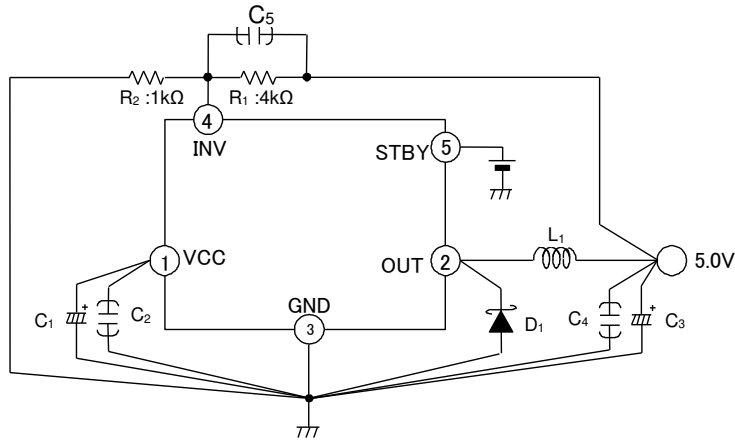 C₅
R₂ :1kΩ
R₁ :4kΩ
4
INV
STBY
5
1
VCC
OUT
2
L₁
5.0V
GND
3
C₁
+
C₂
D₁
C₄
+
C₃